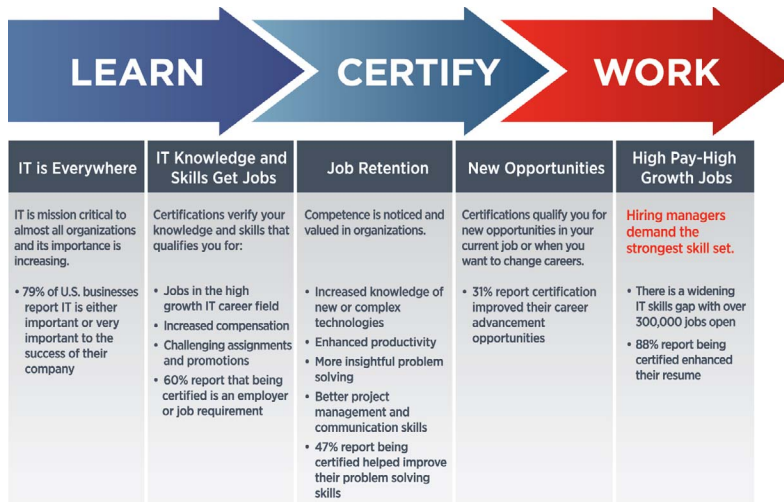 LEARN
CERTIFY
WORK
IT is Everywhere
IT is mission critical to
almost all organizations
and its importance is
increasing.
• 79% of U.S. businesses
report IT is either
important or very
important to the
success of their
company
IT Knowledge and
Skills Get Jobs
Certifications verify your
knowledge and skills that
qualifies you for:
• Jobs in the high
growth IT career field
• Increased compensation
• Challenging assignments
and promotions
• 60% report that being
certified is an employer
or job requirement
Job Retention
Competence is noticed and
valued in organizations.
• Increased knowledge of
new or complex
technologies
• Enhanced productivity
• More insightful problem
solving
• Better project
management and
communication skills
• 47% report being
certified helped improve
their problem solving
skills
New Opportunities
Certifications qualify you for
new opportunities in your
current job or when you
want to change careers.
• 31% report certification
improved their career
advancement
opportunities
High Pay-High
Growth Jobs
Hiring managers
demand the
strongest skill set.
• There is a widening
IT skills gap with over
300,000 jobs open
• 88% report being
certified enhanced
their resume